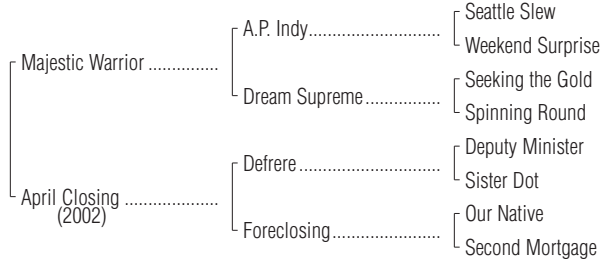 Seattle Slew
A.P. Indy............................
Weekend Surprise
Majestic Warrior ...............
Seeking the Gold
Dream Supreme................
Spinning Round
Deputy Minister
Defrere ..............................
Sister Dot
April Closing ....................
(2002)
Our Native
Foreclosing.......................
Second Mortgage